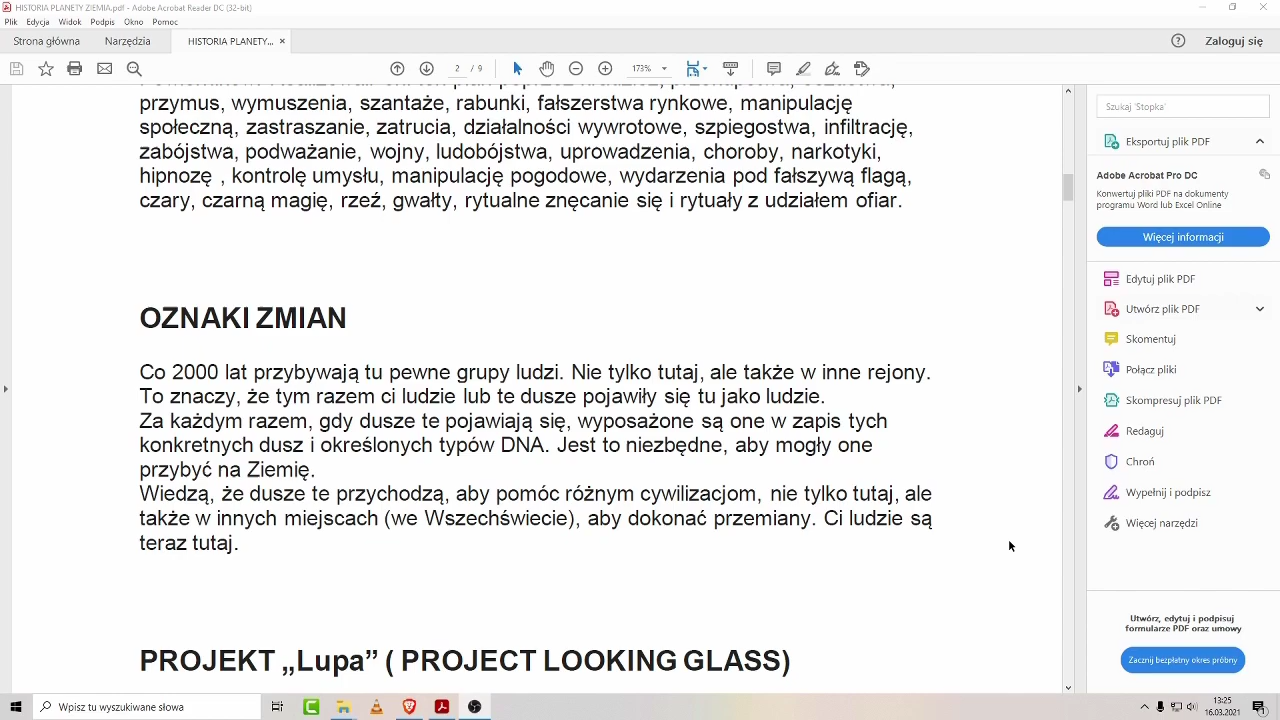 HISTORIA PLANETY ZIEMIA.pdf - Adobe Acrobat Reader DC (32-bit)
Plik Edycja Widok Podpis Okno Pomoc
Strona główna Narzędzia HISTORIA PLANETY... × Zaloguj się
2 / 9 173%
przymus, wymuszenia, szantaże, rabunki, fałszerstwa rynkowe, manipulację
społeczną, zastraszanie, zatrucia, działalności wywrotowe, szpiegostwa, infiltrację,
zabójstwa, podważanie, wojny, ludobójstwa, uprowadzenia, choroby, narkotyki,
hipnozę , kontrolę umysłu, manipulację pogodowe, wydarzenia pod fałszywą flagą,
czary, czarną magię, rzeź, gwałty, rytualne znęcanie się i rytuały z udziałem ofiar.
OZNAKI ZMIAN
Co 2000 lat przybywają tu pewne grupy ludzi. Nie tylko tutaj, ale także w inne rejony.
To znaczy, że tym razem ci ludzie lub te dusze pojawiły się tu jako ludzie.
Za każdym razem, gdy dusze te pojawiają się, wyposażone są one w zapis tych
konkretnych dusz i określonych typów DNA. Jest to niezbędne, aby mogły one
przybyć na Ziemię.
Wiedzą, że dusze te przychodzą, aby pomóc różnym cywilizacjom, nie tylko tutaj, ale
także w innych miejscach (we Wszechświecie), aby dokonać przemiany. Ci ludzie są
teraz tutaj.
PROJEKT „Lupa” ( PROJECT LOOKING GLASS)
Szukaj 'Stopka'
Eksportuj plik PDF
Adobe Acrobat Pro DC
Konwertuj pliki PDF na dokumenty
programu Word lub Excel Online
Więcej informacji
Edytuj plik PDF
Utwórz plik PDF
Skomentuj
Połącz pliki
Skompresuj plik PDF
Redaguj
Chroń
Wypełnij i podpisz
Więcej narzędzi
Utwórz, edytuj i podpisuj
formularze PDF oraz umowy
Zacznij bezpłatny okres próbny
Wpisz tu wyszukiwane słowa
13:25
16.03.2021